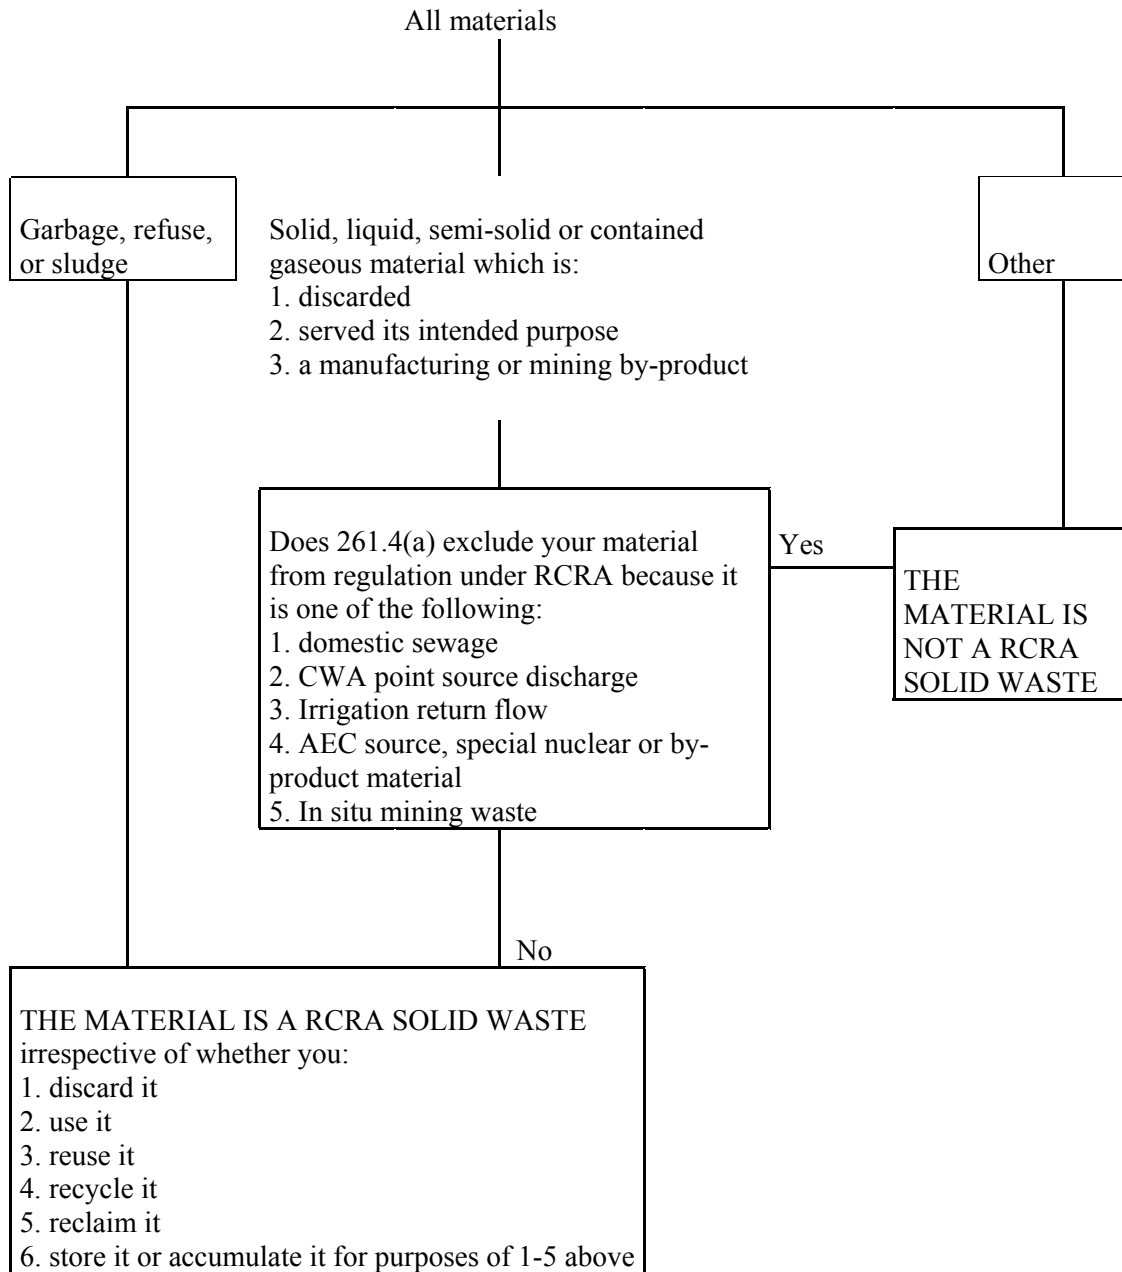 All materials
Garbage, refuse,
or sludge
Solid, liquid, semi-solid or contained
gaseous material which is:
1. discarded
2. served its intended purpose
3. a manufacturing or mining by-product
Other
Does 261.4(a) exclude your material
from regulation under RCRA because it
is one of the following:
1. domestic sewage
2. CWA point source discharge
3. Irrigation return flow
4. AEC source, special nuclear or by-
product material
5. In situ mining waste
Yes
THE
MATERIAL IS
NOT A RCRA
SOLID WASTE
No
THE MATERIAL IS A RCRA SOLID WASTE
irrespective of whether you:
1. discard it
2. use it
3. reuse it
4. recycle it
5. reclaim it
6. store it or accumulate it for purposes of 1-5 above